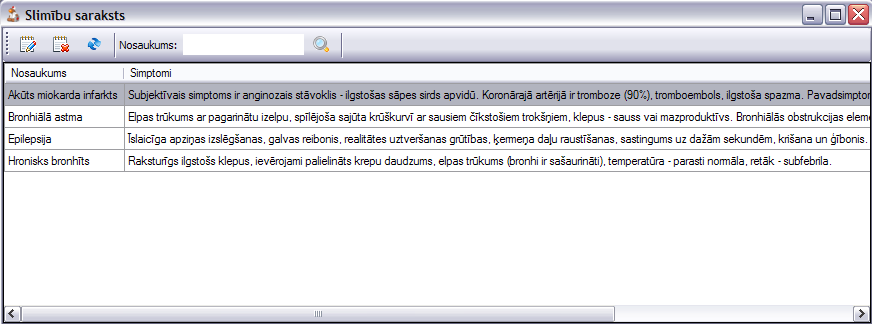 Slimību saraksts
Nosaukums:
Nosaukums Simptomi
Akūts miokarda infarkts Subjektīvais simptoms ir anginozais stāvoklis - ilgstošas sāpes sirds apvidū. Koronārajā artērijā ir tromboze (90%), tromboembols, ilgstoša spazma. Pavadsimptor
Bronhiālā astma Elpas trūkums ar pagarinātu izelpu, spīlējoša sajūta krūškurvī ar sausiem čīkstošiem trokšņiem, klepus - sauss vai mazproduktīvs. Bronhiālās obstrukcijas eleme
Epilepsija Īslaicīga apziņas izslēgšanas, galvas reibonis, realitātes uztveršanas grūtības, ķermeņa daļu raustīšanas, sastingums uz dažām sekundēm, krišana un ģībonis.
Hronisks bronhīts Raksturīgs ilgstošs klepus, ievērojami palielināts krepu daudzums, elpas trūkums (bronhi ir sašaurināti), temperatūra - parasti normāla, retāk - subfebrīla.